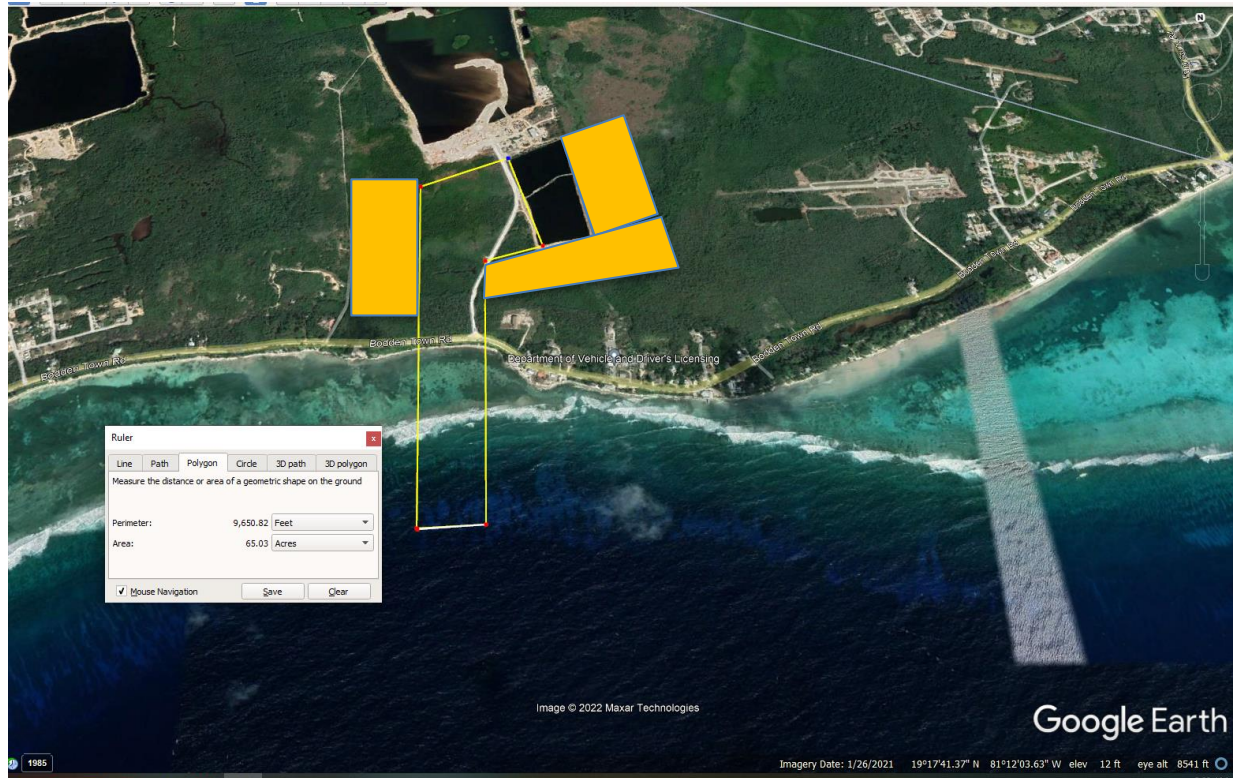 N
Bodden Town Rd
Bodden Town Rd
Bodden Town Rd
Bodden Town Rd
Department of Vehicle and Driver's Licensing
Bodden Town Rd
Ruler
x
Line Path Polygon Circle 3D path 3D polygon
Measure the distance or area of a geometric shape on the ground
Perimeter: 9,650.82 Feet
Area: 65.03 Acres
Mouse Navigation Save Clear
Image © 2022 Maxar Technologies
Google Earth
1985
Imagery Date: 1/26/2021 19°17'41.37" N 81°12'03.63" W elev 12 ft eye alt 8541 ft